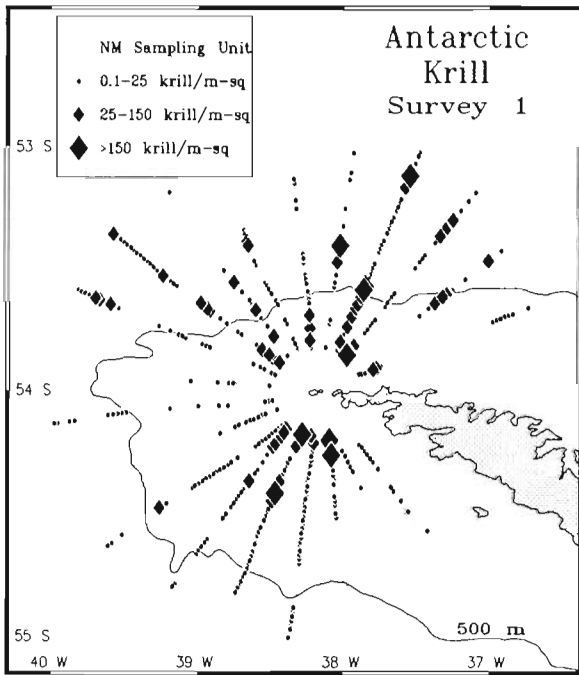 NM Sampling Unit
0.1-25 krill/m-sq
25-150 krill/m-sq
>150 krill/m-sq
Antarctic
Krill
Survey 1
53 S
54 S
55 S
500 m
40 W
39 W
38 W
37 W